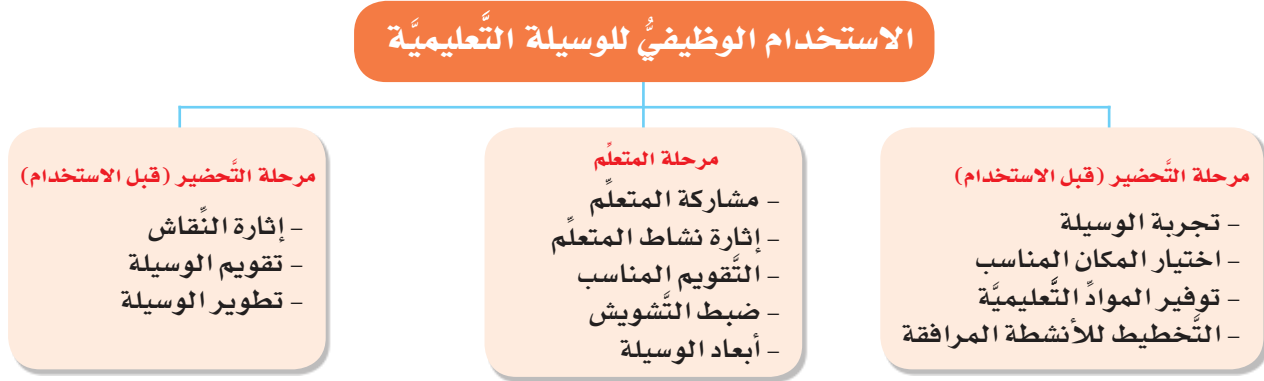 الاستخدام الوظيفيُّ للوسيلة التَّعليميَّة
مرحلة التَّحضير (قبل الاستخدام)
– تجربة الوسيلة
– اختيار المكان المناسب
– توفير الموادِّ التَّعليميَّة
– التَّخطيط للأنشطة المرافقة
مرحلة المتعلِّم
– مشاركة المتعلِّم
– إثارة نشاط المتعلِّم
– التَّقويم المناسب
– ضبط التَّشويش
– أبعاد الوسيلة
مرحلة التَّحضير (قبل الاستخدام)
– إثارة النِّقاش
– تقويم الوسيلة
– تطوير الوسيلة